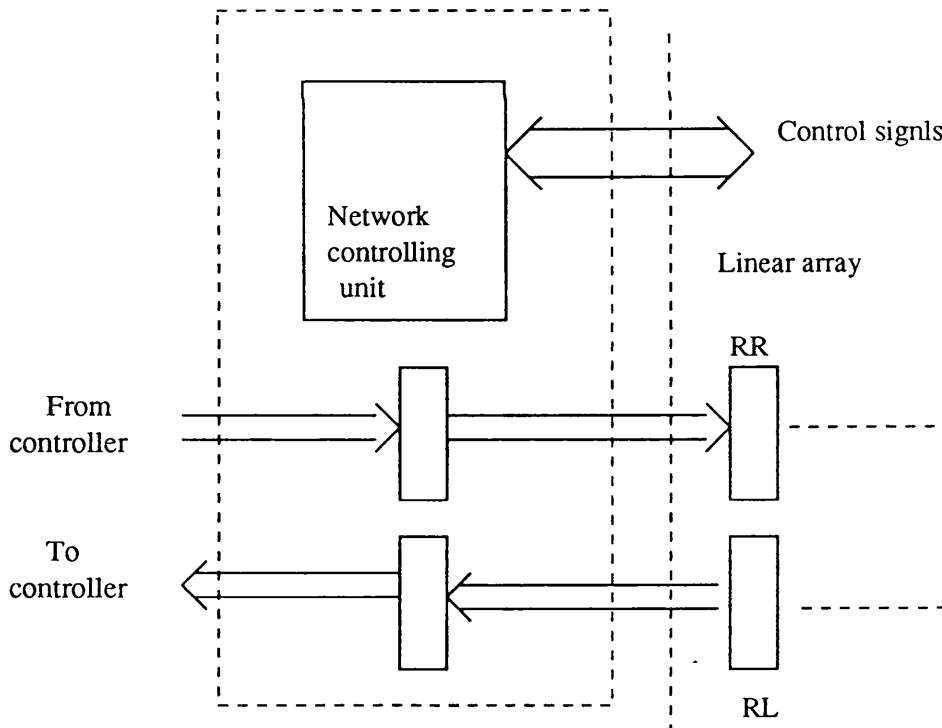 Control signls
Network
controlling
unit
Linear array
RR
From
controller
To
controller
RL